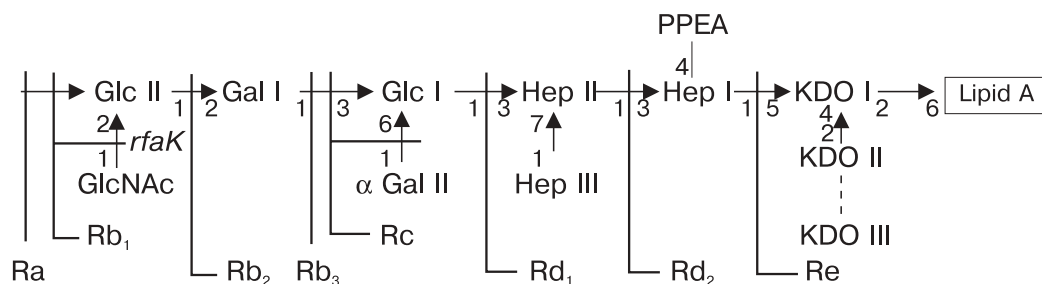 PPEA
4
Glc II 1 2 Gal I 1 3 Glc I 1 3 Hep II 1 3 Hep I 1 5 KDO I 2 6 Lipid A
2 6 7 4
1 rfaK 1 1 2
GlcNAc α Gal II Hep III KDO II
Rb1 Rc KDO III
Ra Rb2 Rb3 Rd1 Rd2 Re